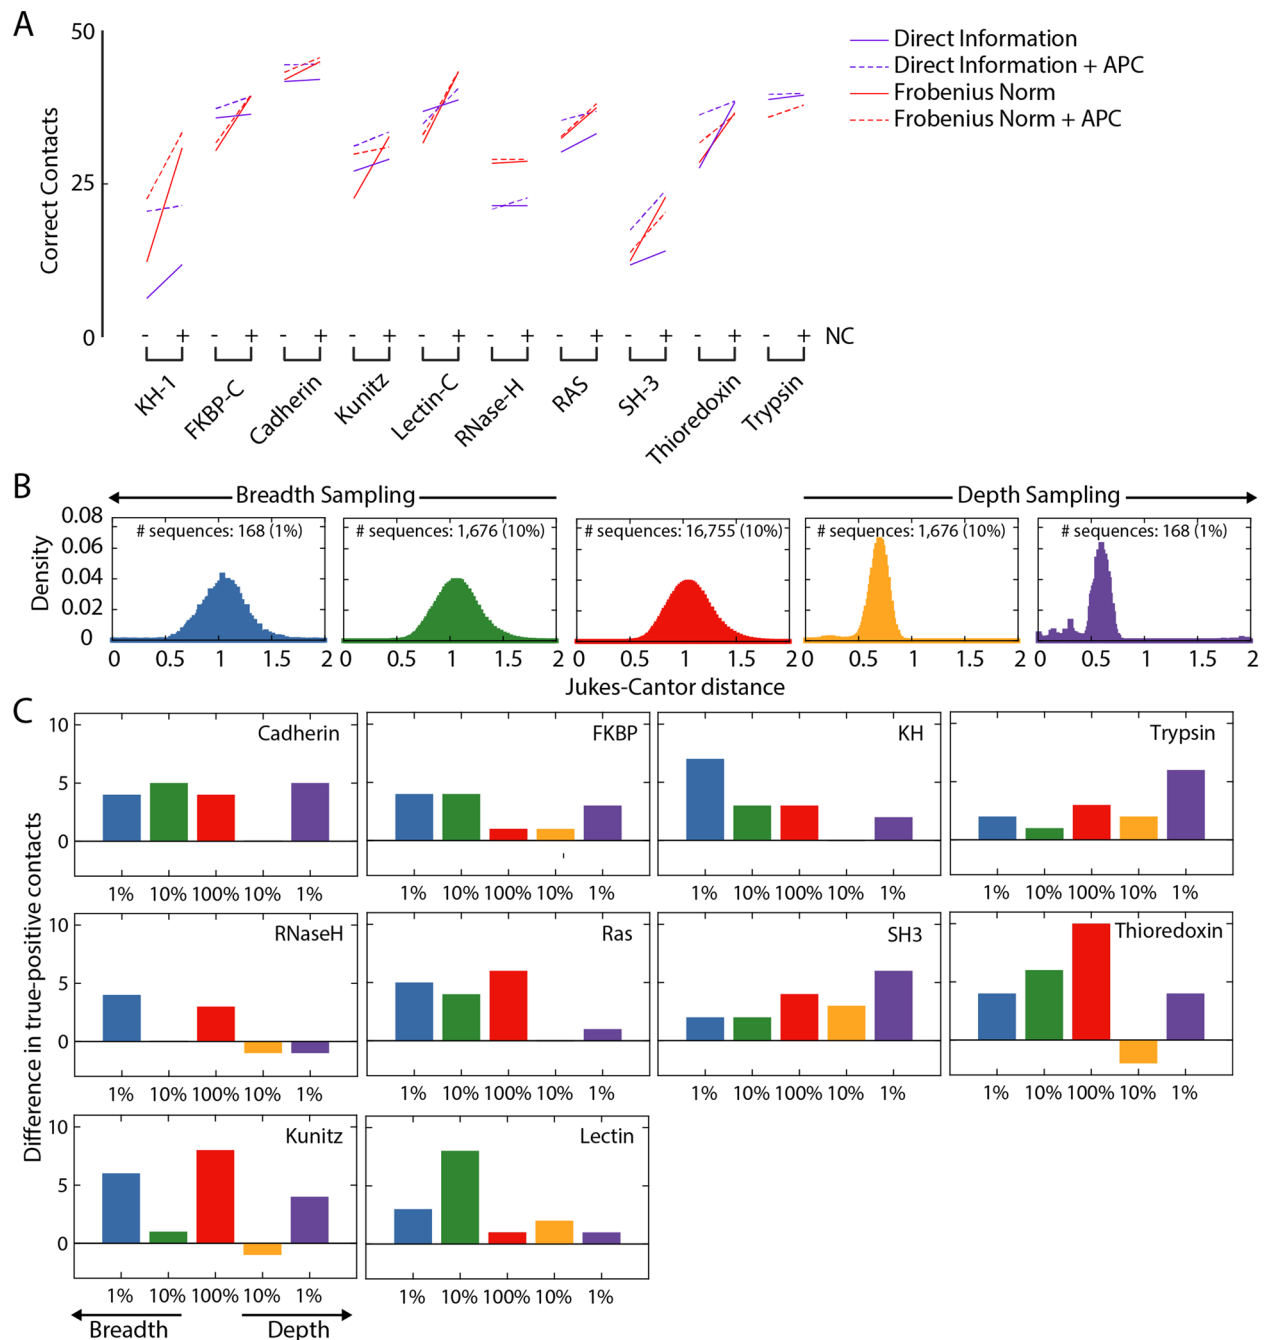 A
50
25
0
Correct Contacts
Direct Information
Direct Information + APC
Frobenius Norm
Frobenius Norm + APC
- + - + - + - + - + - + - + - + - + - + NC
KH-1
FKBP-C
Cadherin
Kunitz
Lectin-C
RNase-H
RAS
SH-3
Thioredoxin
Trypsin
B
Breadth Sampling
Depth Sampling
Density
0.08
0.06
0.04
0.02
0
# sequences: 168 (1%)
# sequences: 1,676 (10%)
# sequences: 16,755 (10%)
# sequences: 1,676 (10%)
# sequences: 168 (1%)
0 0.5 1 1.5 2
0 0.5 1 1.5 2
0 0.5 1 1.5 2
0 0.5 1 1.5 2
0 0.5 1 1.5 2
Jukes-Cantor distance
C
Difference in true-positive contacts
10
5
0
Cadherin
1% 10% 100% 10% 1%
FKBP
1% 10% 100% 10% 1%
KH
1% 10% 100% 10% 1%
Trypsin
1% 10% 100% 10% 1%
10
5
0
RNaseH
1% 10% 100% 10% 1%
Ras
1% 10% 100% 10% 1%
SH3
1% 10% 100% 10% 1%
Thioredoxin
1% 10% 100% 10% 1%
10
5
0
Kunitz
1% 10% 100% 10% 1%
Lectin
1% 10% 100% 10% 1%
Breadth
Depth